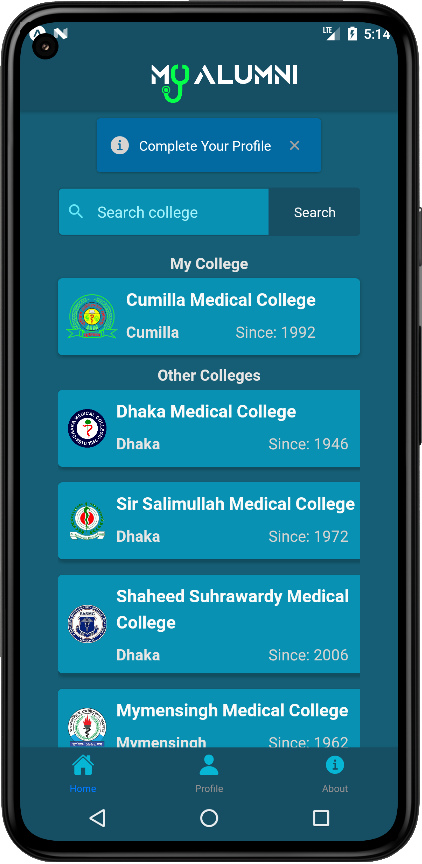 LTE 5:14
MY ALUMNI
Complete Your Profile
Search college Search
My College
Cumilla Medical College
Cumilla Since: 1992
Other Colleges
Dhaka Medical College
Dhaka Since: 1946
Sir Salimullah Medical College
Dhaka Since: 1972
Shaheed Suhrawardy Medical
College
Dhaka Since: 2006
Mymensingh Medical College
Mymensingh Since: 1962
Home Profile About